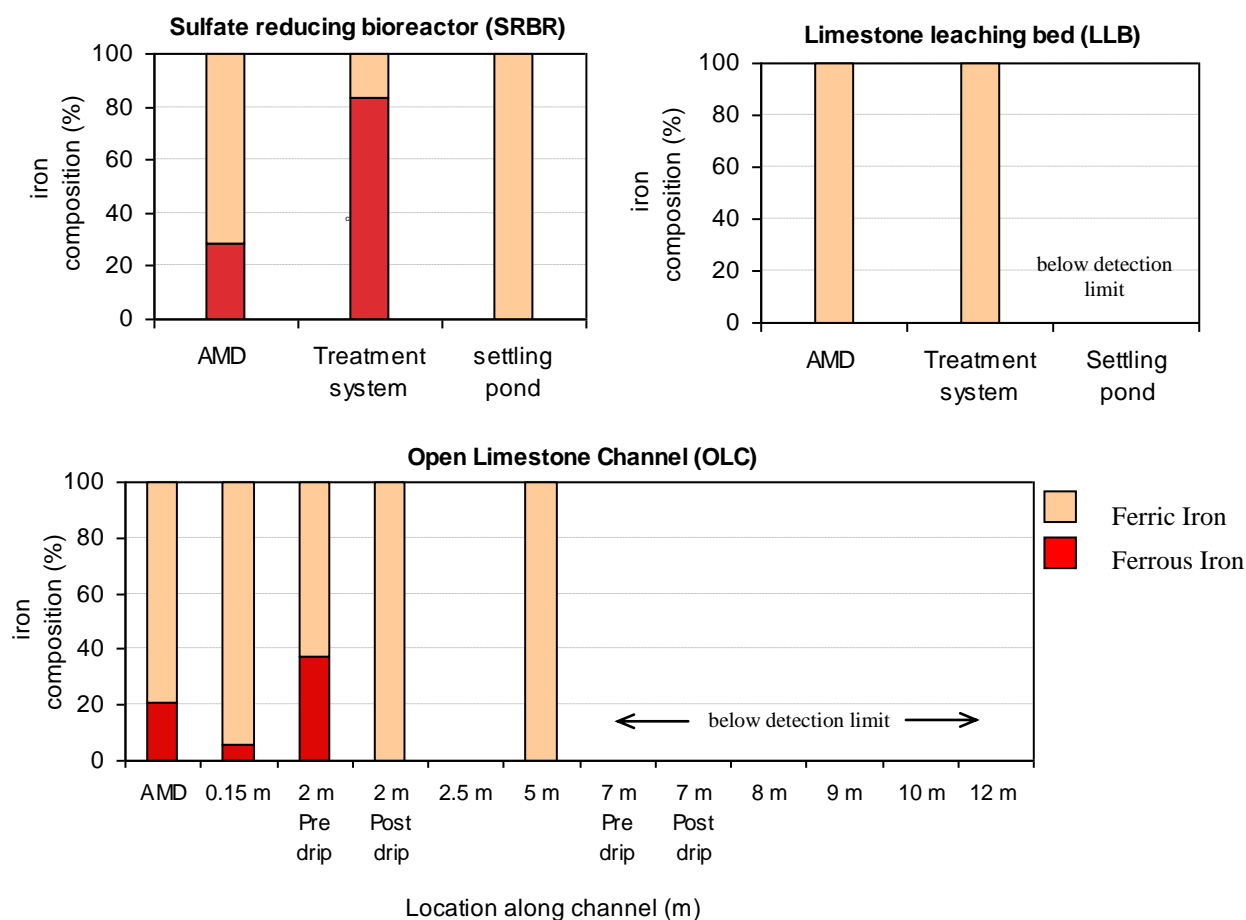 Sulfate reducing bioreactor (SRBR)
100
80
60
40
20
0
iron
composition (%)
AMD
Treatment
system
settling
pond
Limestone leaching bed (LLB)
100
80
60
40
20
0
iron
composition (%)
below detection
limit
AMD
Treatment
system
Settling
pond
Open Limestone Channel (OLC)
100
80
60
40
20
0
iron
composition (%)
below detection limit
AMD
0.15 m
2 m
Pre
drip
2 m
Post
drip
2.5 m
5 m
7 m
Pre
drip
7 m
Post
drip
8 m
9 m
10 m
12 m
Location along channel (m)
Ferric Iron
Ferrous Iron